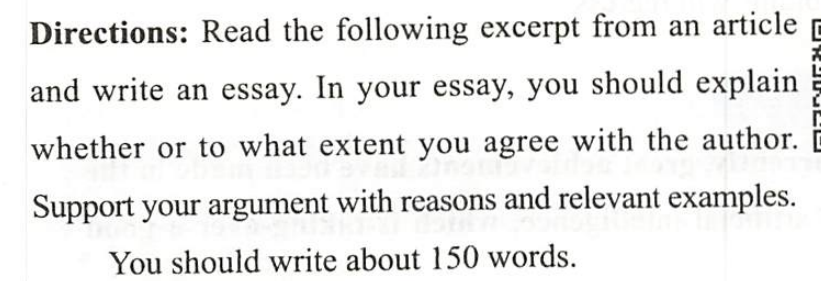 Directions: Read the following excerpt from an article
and write an essay. In your essay, you should explain
whether or to what extent you agree with the author.
Support your argument with reasons and relevant examples.
You should write about 150 words.